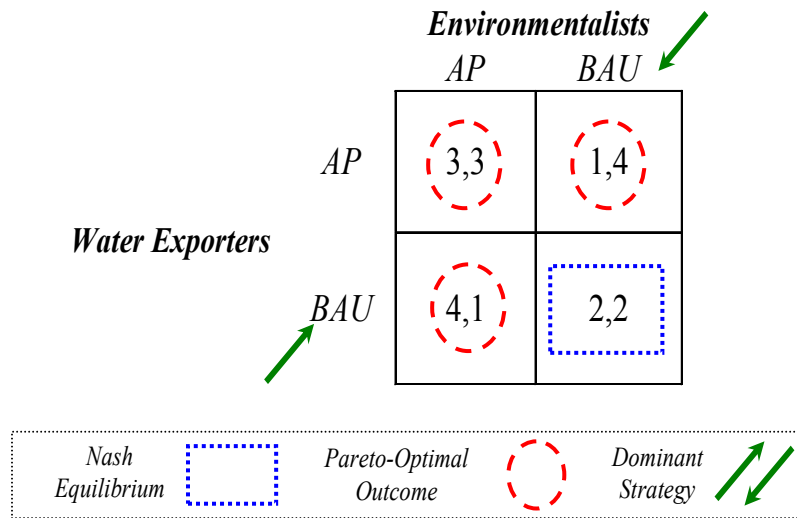 Environmentalists
AP BAU
AP 3,3 1,4
Water Exporters
BAU 4,1 2,2
Nash Equilibrium
Pareto-Optimal Outcome
Dominant Strategy